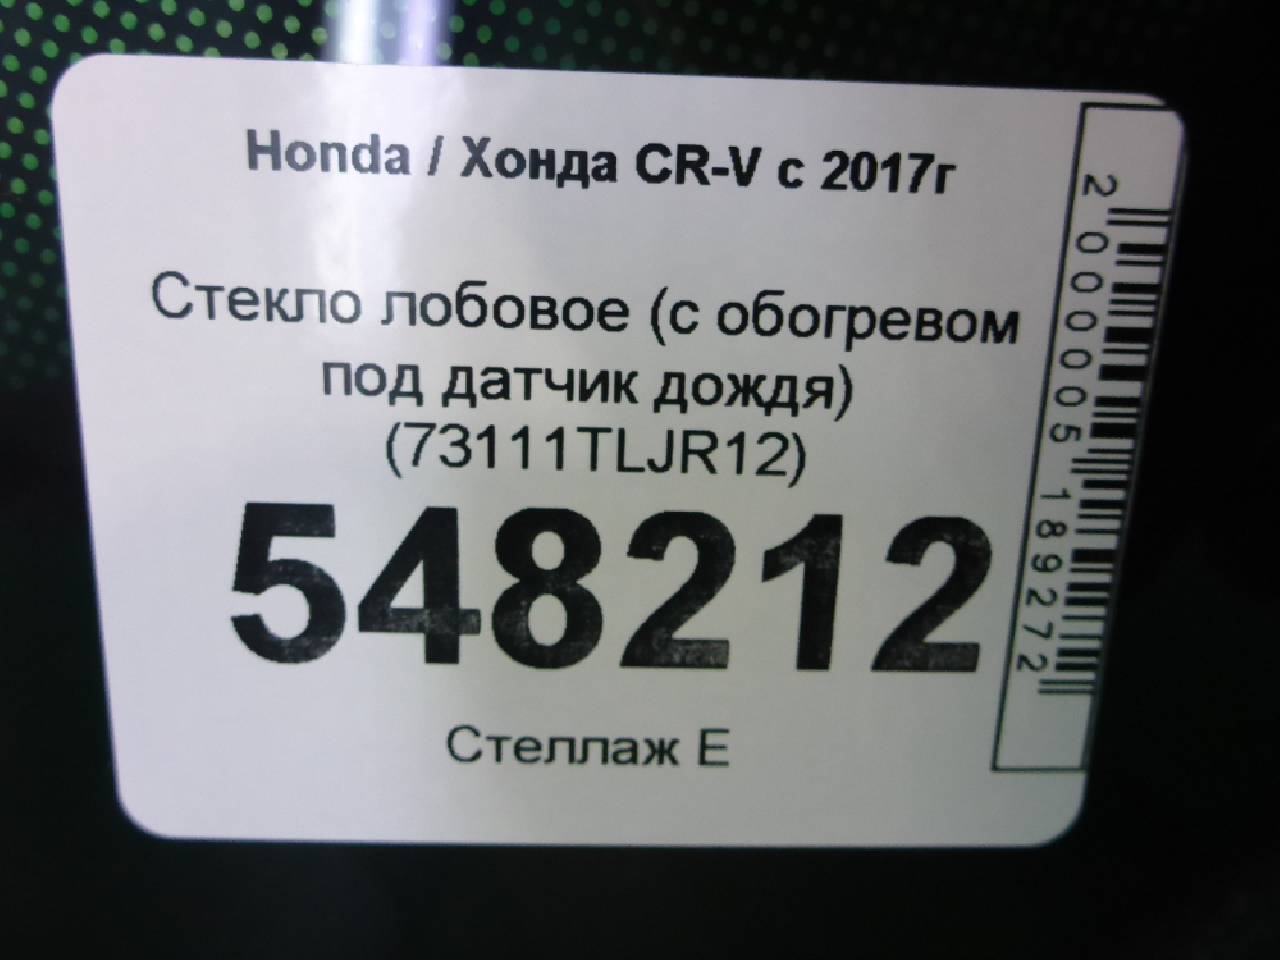 Honda / Хонда CR-V с 2017г
Стекло лобовое (с обогревом
под датчик дождя)
(73111TLJR12)
548212
Стеллаж Е
2000005189272